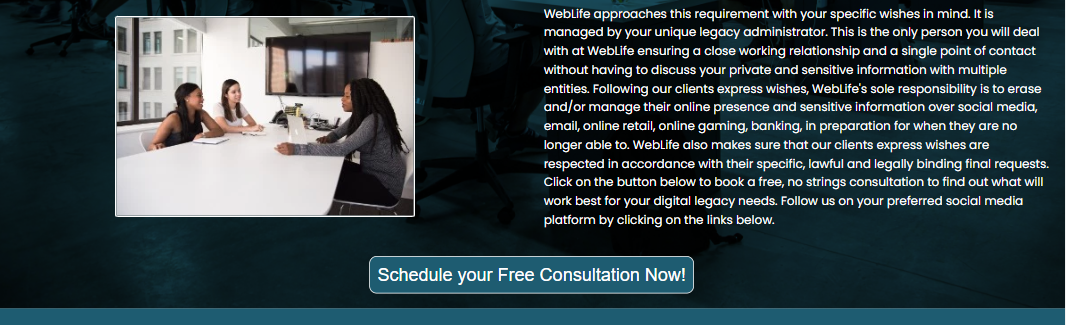 WebLife approaches this requirement with your specific wishes in mind. It is
managed by your unique legacy administrator. This is the only person you will deal
with at WebLife ensuring a close working relationship and a single point of contact
without having to discuss your private and sensitive information with multiple
entities. Following our clients express wishes, WebLife's sole responsibility is to erase
and/or manage their online presence and sensitive information over social media,
email, online retail, online gaming, banking, in preparation for when they are no
longer able to. WebLife also makes sure that our clients express wishes are
respected in accordance with their specific, lawful and legally binding final requests.
Click on the button below to book a free, no strings consultation to find out what will
work best for your digital legacy needs. Follow us on your preferred social media
platform by clicking on the links below.
Schedule your Free Consultation Now!